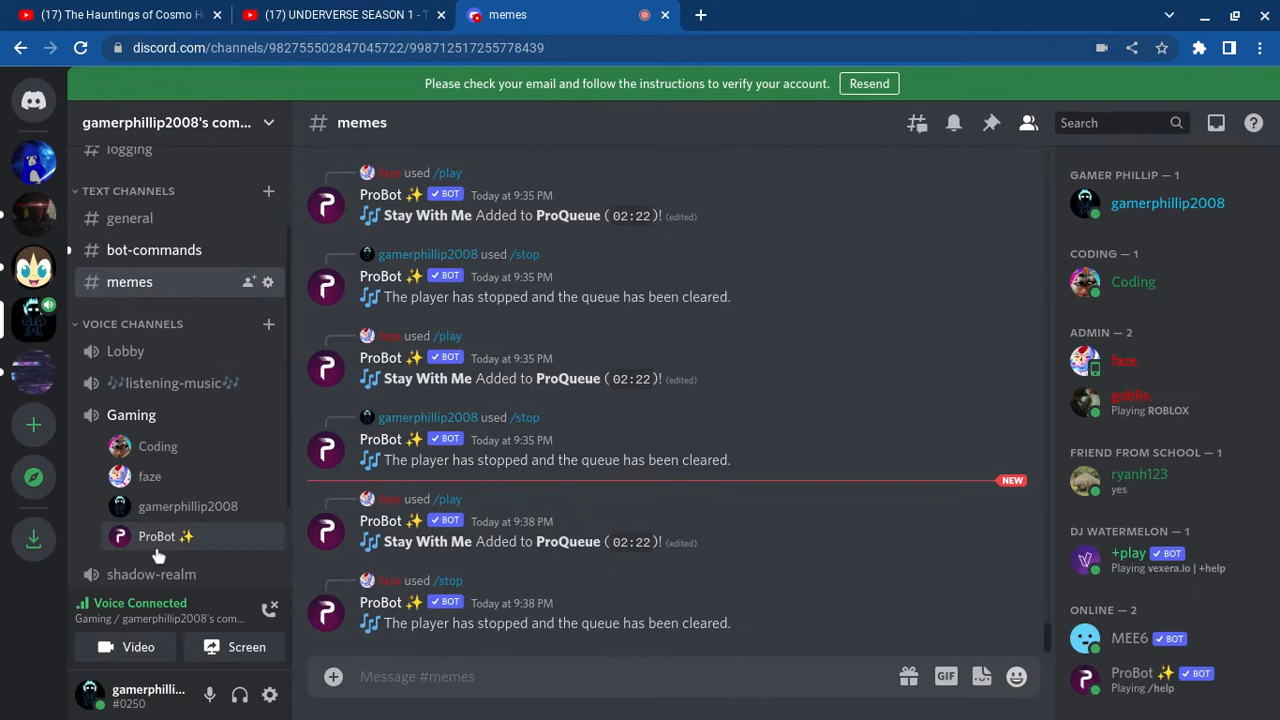 (17) The Hauntings of Cosmo H
(17) UNDERVERSE SEASON 1 - T
memes
discord.com/channels/982755502847045722/998712517255778439
Please check your email and follow the instructions to verify your account.
Resend
gamerphillip2008's com...
logging
TEXT CHANNELS
general
bot-commands
memes
VOICE CHANNELS
Lobby
🎶listening-music🎶
Gaming
Coding
faze
gamerphillip2008
ProBot ✨
shadow-realm
Voice Connected
Gaming / gamerphillip2008's com...
Video
Screen
gamerphilli...
#0250
# memes
Search
faze used /play
ProBot ✨ ✓ BOT Today at 9:35 PM
🎶 Stay With Me Added to ProQueue ( 02:22 )! (edited)
gamerphillip2008 used /stop
ProBot ✨ ✓ BOT Today at 9:35 PM
🎶 The player has stopped and the queue has been cleared.
faze used /play
ProBot ✨ ✓ BOT Today at 9:35 PM
🎶 Stay With Me Added to ProQueue ( 02:22 )! (edited)
gamerphillip2008 used /stop
ProBot ✨ ✓ BOT Today at 9:35 PM
🎶 The player has stopped and the queue has been cleared.
NEW
faze used /play
ProBot ✨ ✓ BOT Today at 9:38 PM
🎶 Stay With Me Added to ProQueue ( 02:22 )! (edited)
faze used /stop
ProBot ✨ ✓ BOT Today at 9:38 PM
🎶 The player has stopped and the queue has been cleared.
Message #memes
GIF
GAMER PHILLIP — 1
gamerphillip2008
CODING — 1
Coding
ADMIN — 2
faze
goblie.
Playing ROBLOX
FRIEND FROM SCHOOL — 1
ryanh123
yes
DJ WATERMELON — 1
+play ✓ BOT
Playing vexera.io | +help
ONLINE — 2
MEE6 ✓ BOT
ProBot ✨ ✓ BOT
Playing /help